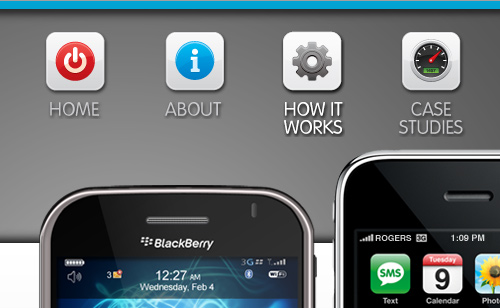 HOME
ABOUT
HOW IT
WORKS
CASE
STUDIES
BlackBerry
3G
3
12:27 AM
Wednesday, Feb 4
ROGERS 3G
1:09 PM
SMS
Tuesday
9
Text
Calendar